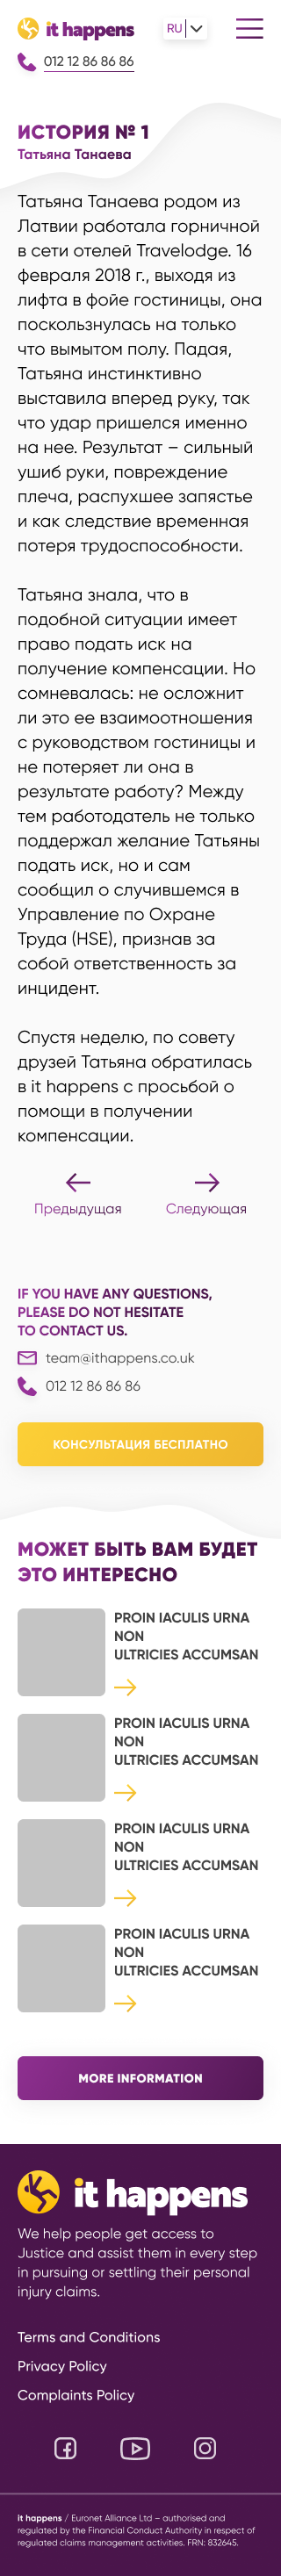 it happens
RU
012 12 86 86 86
ИСТОРИЯ № 1
Татьяна Танаева
Татьяна Танаева родом из
Латвии работала горничной
в сети отелей Travelodge. 16
февраля 2018 г., выходя из
лифта в фойе гостиницы, она
поскользнулась на только
что вымытом полу. Падая,
Татьяна инстинктивно
выставила вперед руку, так
что удар пришелся именно
на нее. Результат – сильный
ушиб руки, повреждение
плеча, распухшее запястье
и как следствие временная
потеря трудоспособности.
Татьяна знала, что в
подобной ситуации имеет
право подать иск на
получение компенсации. Но
сомневалась: не осложнит
ли это ее взаимоотношения
с руководством гостиницы и
не потеряет ли она в
результате работу? Между
тем работодатель не только
поддержал желание Татьяны
подать иск, но и сам
сообщил о случившемся в
Управление по Охране
Труда (HSE), признав за
собой ответственность за
инцидент.
Спустя неделю, по совету
друзей Татьяна обратилась
в it happens с просьбой о
помощи в получении
компенсации.
Предыдущая
Следующая
IF YOU HAVE ANY QUESTIONS,
PLEASE DO NOT HESITATE
TO CONTACT US.
team@ithappens.co.uk
012 12 86 86 86
КОНСУЛЬТАЦИЯ БЕСПЛАТНО
МОЖЕТ БЫТЬ ВАМ БУДЕТ
ЭТО ИНТЕРЕСНО
PROIN IACULIS URNA
NON
ULTRICIES ACCUMSAN
PROIN IACULIS URNA
NON
ULTRICIES ACCUMSAN
PROIN IACULIS URNA
NON
ULTRICIES ACCUMSAN
PROIN IACULIS URNA
NON
ULTRICIES ACCUMSAN
MORE INFORMATION
it happens
We help people get access to
Justice and assist them in every step
in pursuing or settling their personal
injury claims.
Terms and Conditions
Privacy Policy
Complaints Policy
it happens / Euronet Alliance Ltd – authorised and
regulated by the Financial Conduct Authority in respect of
regulated claims management activities. FRN: 832645.